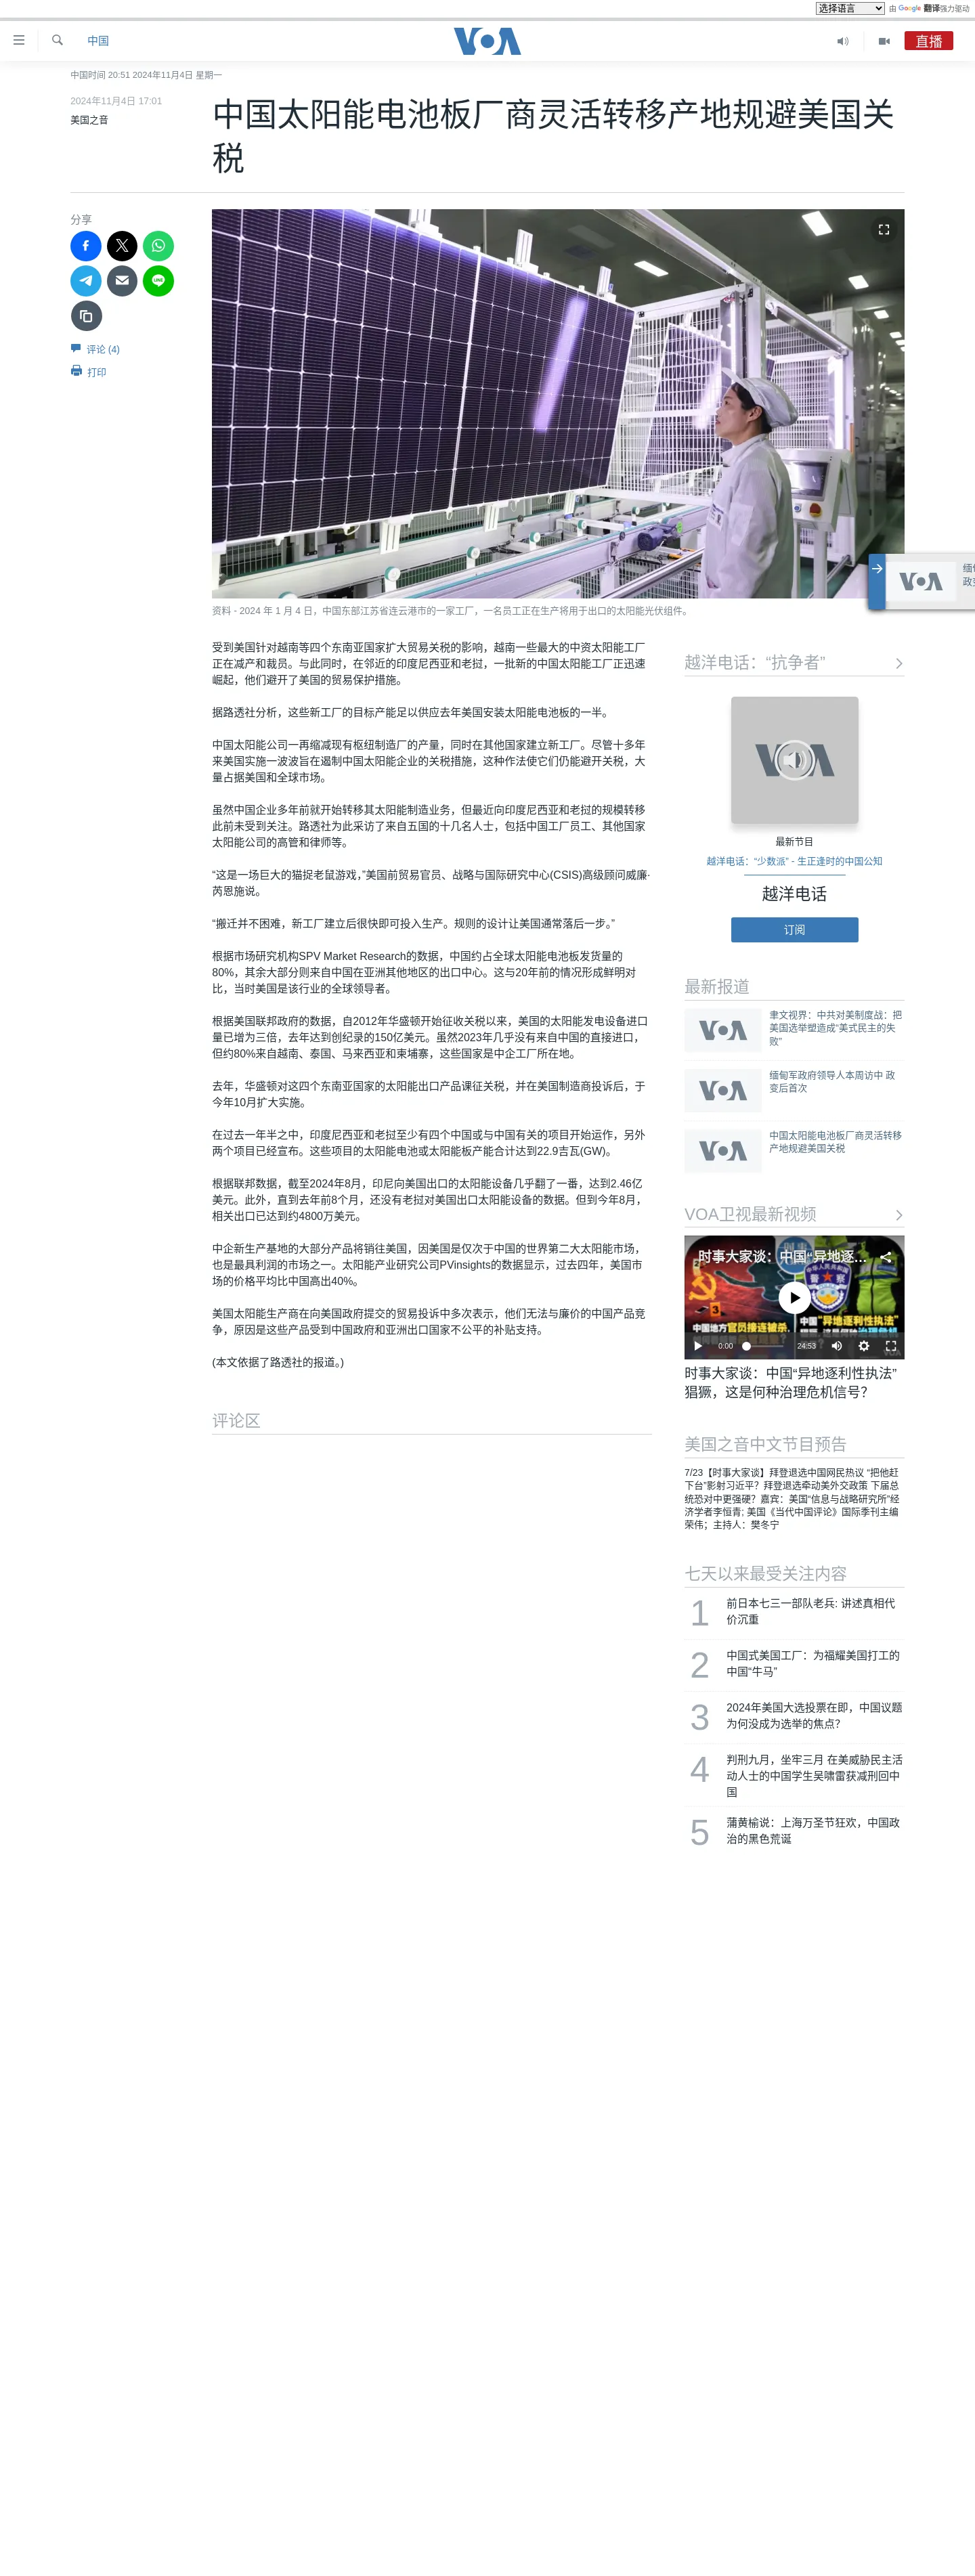 选择语言 由 Google 翻译强力驱动
中国
VOA
直播
中国时间 20:51 2024年11月4日 星期一
2024年11月4日 17:01
美国之音
中国太阳能电池板厂商灵活转移产地规避美国关
税
分享
LINE
评论 (4)
打印
资料 - 2024 年 1 月 4 日，中国东部江苏省连云港市的一家工厂，一名员工正在生产将用于出口的太阳能光伏组件。
VOA
受到美国针对越南等四个东南亚国家扩大贸易关税的影响，越南一些最大的中资太阳能工厂
正在减产和裁员。与此同时，在邻近的印度尼西亚和老挝，一批新的中国太阳能工厂正迅速
崛起，他们避开了美国的贸易保护措施。
据路透社分析，这些新工厂的目标产能足以供应去年美国安装太阳能电池板的一半。
中国太阳能公司一再缩减现有枢纽制造厂的产量，同时在其他国家建立新工厂。尽管十多年
来美国实施一波波旨在遏制中国太阳能企业的关税措施，这种作法使它们仍能避开关税，大
量占据美国和全球市场。
虽然中国企业多年前就开始转移其太阳能制造业务，但最近向印度尼西亚和老挝的规模转移
此前未受到关注。路透社为此采访了来自五国的十几名人士，包括中国工厂员工、其他国家
太阳能公司的高管和律师等。
“这是一场巨大的猫捉老鼠游戏，”美国前贸易官员、战略与国际研究中心(CSIS)高级顾问威廉·
芮恩施说。
“搬迁并不困难，新工厂建立后很快即可投入生产。规则的设计让美国通常落后一步。”
根据市场研究机构SPV Market Research的数据，中国约占全球太阳能电池板发货量的
80%，其余大部分则来自中国在亚洲其他地区的出口中心。这与20年前的情况形成鲜明对
比，当时美国是该行业的全球领导者。
根据美国联邦政府的数据，自2012年华盛顿开始征收关税以来，美国的太阳能发电设备进口
量已增为三倍，去年达到创纪录的150亿美元。虽然2023年几乎没有来自中国的直接进口，
但约80%来自越南、泰国、马来西亚和柬埔寨，这些国家是中企工厂所在地。
去年，华盛顿对这四个东南亚国家的太阳能出口产品课征关税，并在美国制造商投诉后，于
今年10月扩大实施。
在过去一年半之中，印度尼西亚和老挝至少有四个中国或与中国有关的项目开始运作，另外
两个项目已经宣布。这些项目的太阳能电池或太阳能板产能合计达到22.9吉瓦(GW)。
根据联邦数据，截至2024年8月，印尼向美国出口的太阳能设备几乎翻了一番，达到2.46亿
美元。此外，直到去年前8个月，还没有老挝对美国出口太阳能设备的数据。但到今年8月，
相关出口已达到约4800万美元。
中企新生产基地的大部分产品将销往美国，因美国是仅次于中国的世界第二大太阳能市场，
也是最具利润的市场之一。太阳能产业研究公司PVinsights的数据显示，过去四年，美国市
场的价格平均比中国高出40%。
美国太阳能生产商在向美国政府提交的贸易投诉中多次表示，他们无法与廉价的中国产品竞
争，原因是这些产品受到中国政府和亚洲出口国家不公平的补贴支持。
(本文依据了路透社的报道。)
评论区
越洋电话：“抗争者”
VOA
最新节目
越洋电话：“少数派” - 生正逢时的中国公知
越洋电话
订阅
最新报道
VOA
聿文视界：中共对美制度战：把
美国选举塑造成“美式民主的失
败”
VOA
缅甸军政府领导人本周访中 政
变后首次
VOA
中国太阳能电池板厂商灵活转移
产地规避美国关税
VOA卫视最新视频
时事大家谈：中国“异地逐...
3
中国地方官员接连被杀，
中国“异地逐利性执法”
0:00
24:53
时事大家谈：中国“异地逐利性执法”
猖獗，这是何种治理危机信号？
美国之音中文节目预告
7/23【时事大家谈】拜登退选中国网民热议 “把他赶
下台”影射习近平？拜登退选牵动美外交政策 下届总
统恐对中更强硬？嘉宾：美国“信息与战略研究所”经
济学者李恒青; 美国《当代中国评论》国际季刊主编
荣伟；主持人：樊冬宁
七天以来最受关注内容
1
前日本七三一部队老兵: 讲述真相代
价沉重
2
中国式美国工厂：为福耀美国打工的
中国“牛马”
3
2024年美国大选投票在即，中国议题
为何没成为选举的焦点？
4
判刑九月，坐牢三月 在美威胁民主活
动人士的中国学生吴啸雷获减刑回中
国
5
蒲黄榆说：上海万圣节狂欢，中国政
治的黑色荒诞